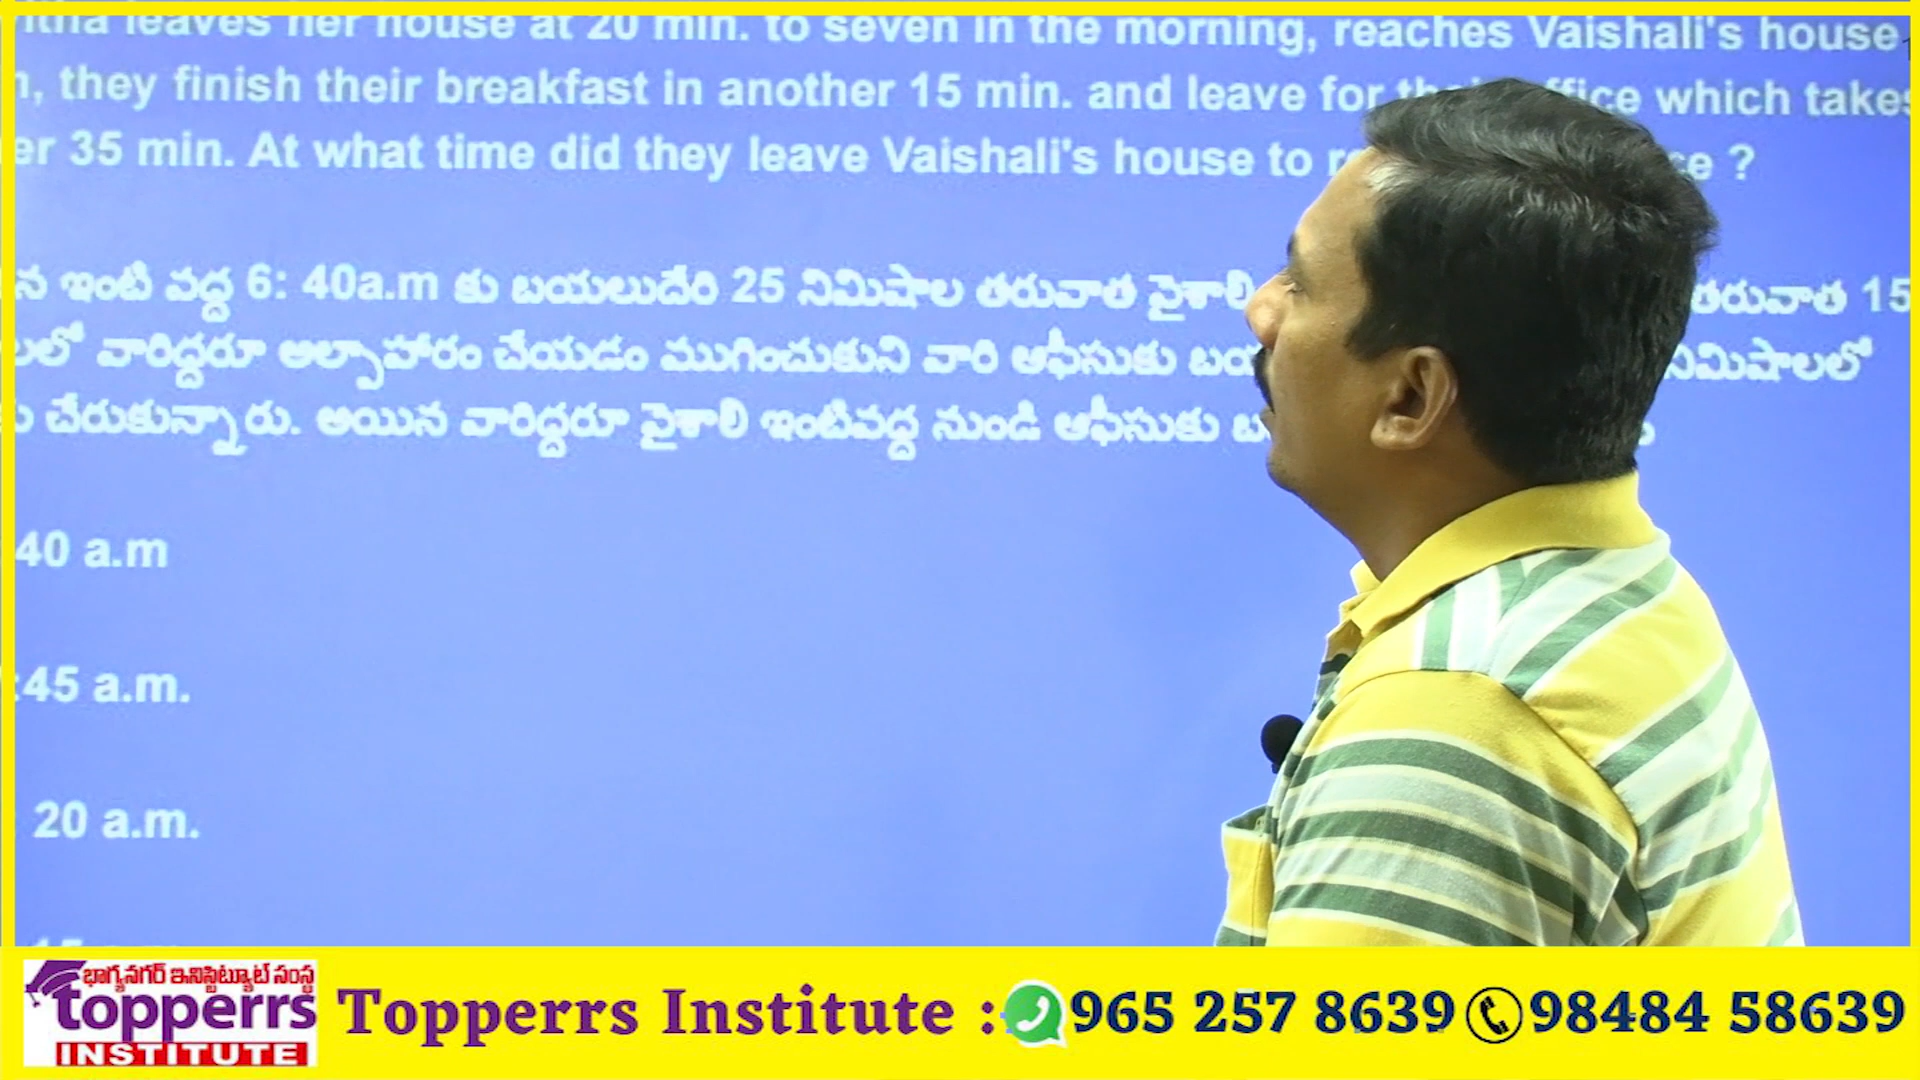 leaves her house at 20 min. to seven in the morning, reaches Vaishali's house
they finish their breakfast in another 15 min. and leave for office which takes
er 35 min. At what time did they leave Vaishali's house to ?
ఇంటి వద్ద 6: 40a.m కు బయలుదేరి 25 నిమిషాల తరువాత వైశాలి తరువాత 15
వారిద్దరూ అల్పాహారం చేయడం ముగించుకుని వారి ఆఫీసుకు బయ నిమిషాలలో
చేరుకున్నారు. అయిన వారిద్దరూ వైశాలి ఇంటివద్ద నుండి ఆఫీసుకు
40 a.m
:45 a.m.
20 a.m.
భాగ్యనగర్ ఇనిస్టిట్యూట్ సంస్థ
topperrs
INSTITUTE
Topperrs Institute : 965 257 8639 98484 58639